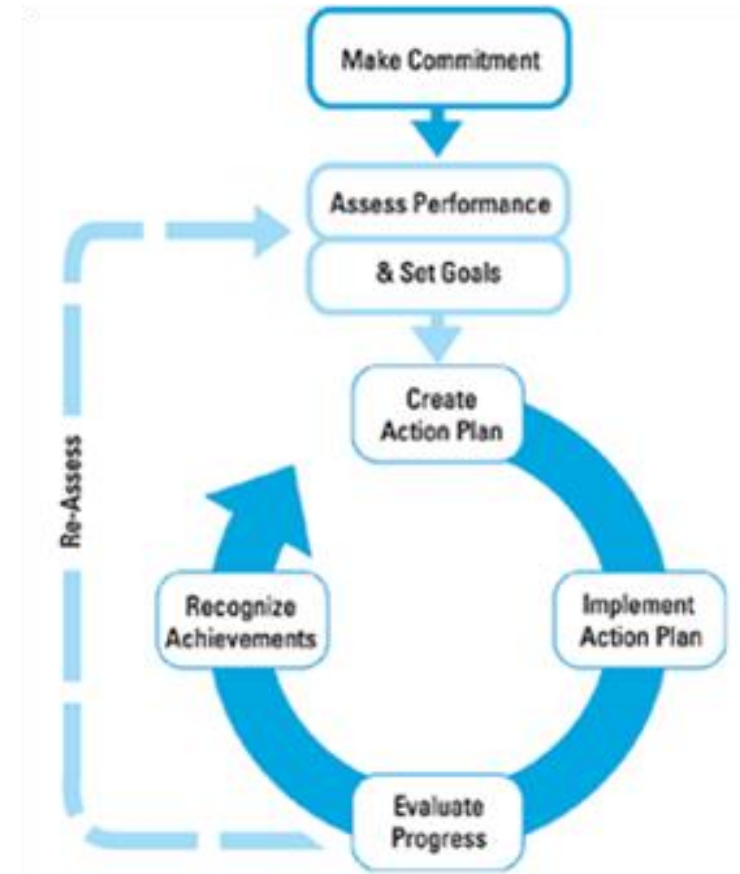 Make Commitment
Assess Performance
& Set Goals
Create
Action Plan
Re-Assess
Recognize
Achievements
Implement
Action Plan
Evaluate
Progress